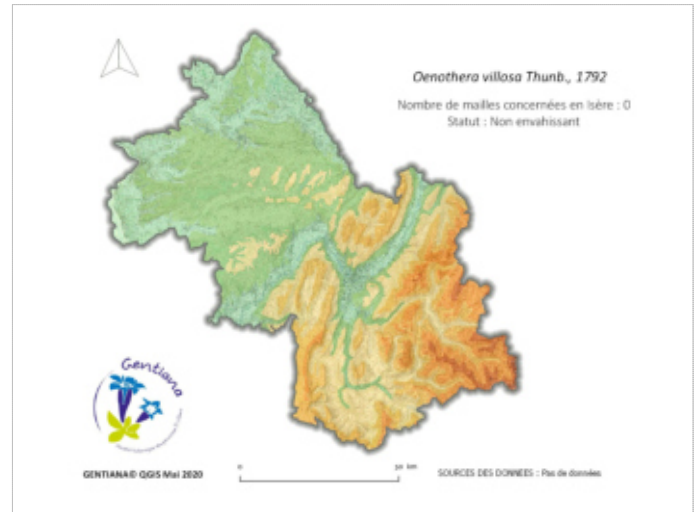 Oenothera villosa Thunb., 1792
Nombre de mailles concernées en Isère : 0
Statut : Non envahissant
Gentiana
GENTIANA© QGIS Mai 2020
0
50 km
SOURCES DES DONNEES : Pas de données